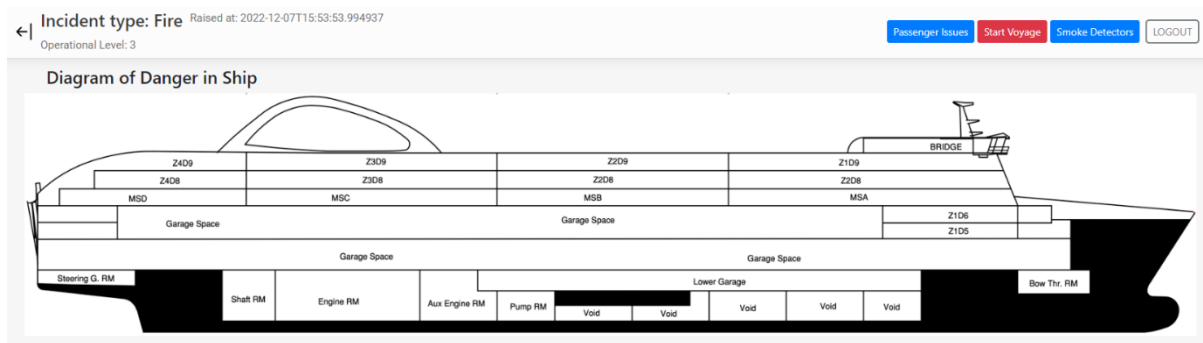 Incident type: Fire Raised at: 2022-12-07T15:53:53.994937
Operational Level: 3
Passenger Issues Start Voyage Smoke Detectors LOGOUT
Diagram of Danger in Ship
BRIDGE
Z4D9 Z3D9 Z2D9 Z1D9
Z4D8 Z3D8 Z2D8 Z2D8
MSD MSC MSB MSA
Garage Space Garage Space Z1D6
Z1D5
Garage Space Garage Space
Steering G. RM Lower Garage Bow Thr. RM
Shaft RM Engine RM Aux Engine RM Pump RM Void Void Void Void Void